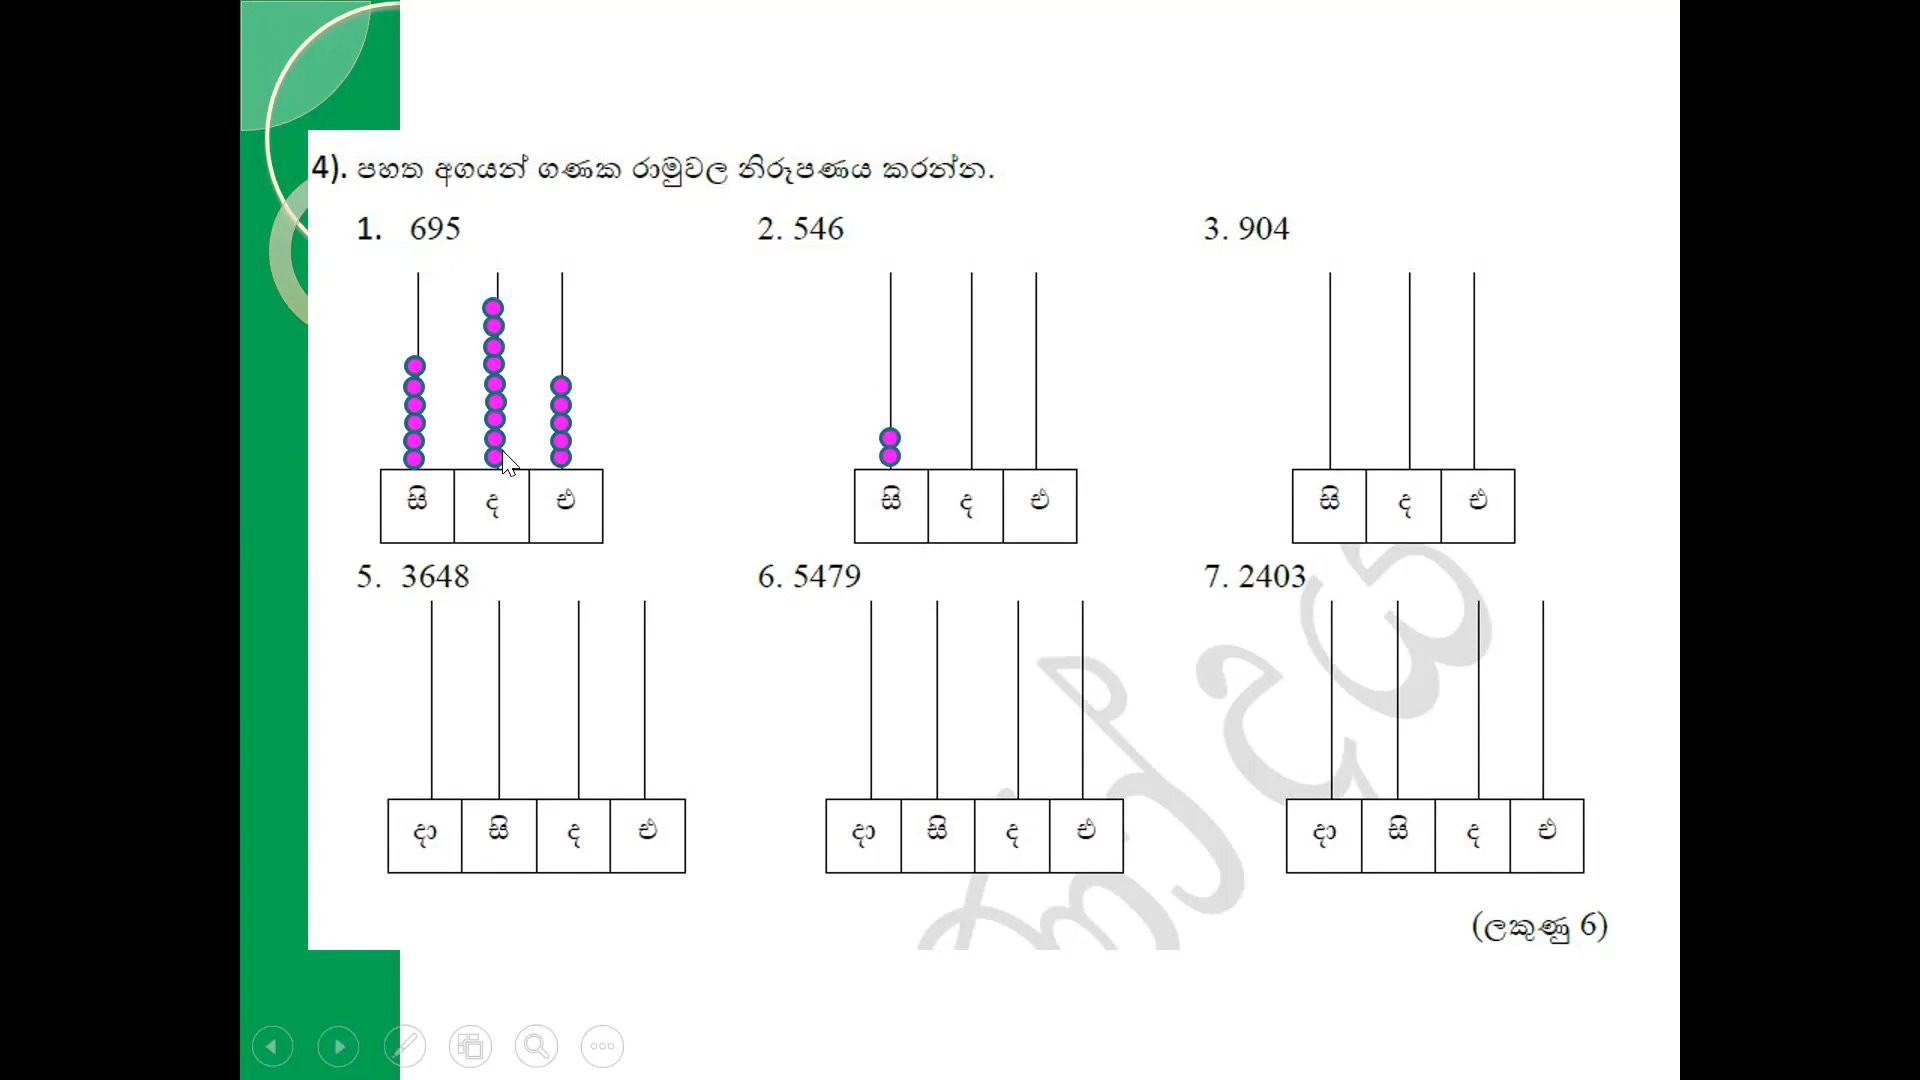 4). පහත අගයන් ගණක රාමුවල නිරූපණය කරන්න.
1. 695 2. 546 3. 904
සි ද එ සි ද එ සි ද එ
5. 3648 6. 5479 7. 2403
දා සි ද එ දා සි ද එ දා සි ද එ
(ලකුණු 6)